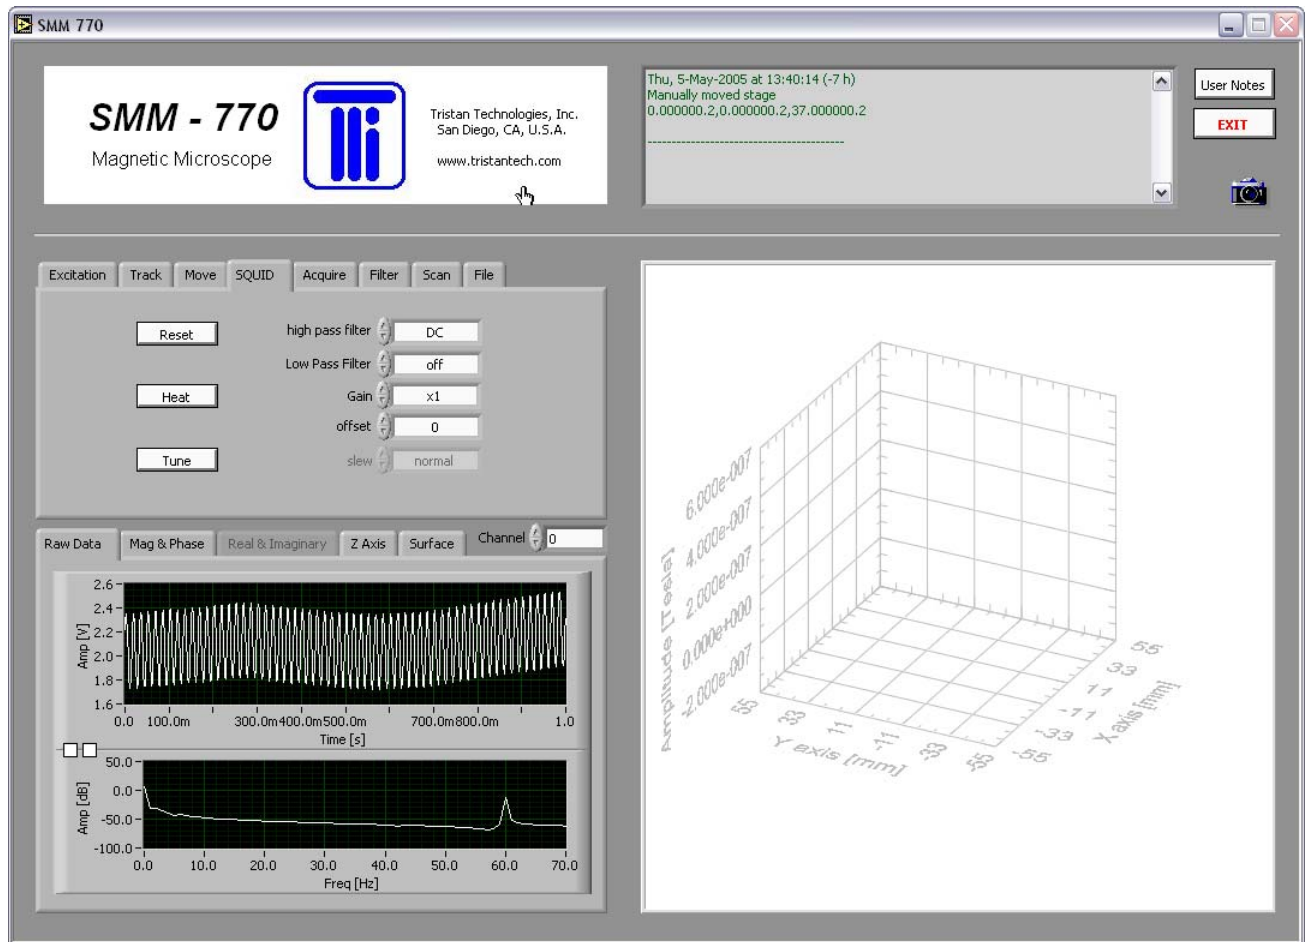 SMM 770
SMM - 770
Magnetic Microscope
Tristan Technologies, Inc.
San Diego, CA, U.S.A.
www.tristantech.com
Thu, 5-May-2005 at 13:40:14 (-7 h)
Manually moved stage
0.000000.2,0.000000.2,37.000000.2
-----------------------------------------
User Notes
EXIT
Excitation Track Move SQUID Acquire Filter Scan File
Reset
Heat
Tune
high pass filter DC
Low Pass Filter off
Gain x1
offset 0
slew normal
Raw Data Mag & Phase Real & Imaginary Z Axis Surface Channel 0
2.6
2.4
2.2
2.0
1.8
1.6
Amp [V]
0.0 100.0m 300.0m 400.0m 500.0m 700.0m 800.0m 1.0
Time [s]
50.0
0.0
-50.0
-100.0
Amp [dB]
0.0 10.0 20.0 30.0 40.0 50.0 60.0 70.0
Freq [Hz]
6.000e-007
4.000e-007
2.000e-007
0.000e+000
-2.000e-007
Amplitude [Tesla]
55 33 11 -11 -33 -55
Y axis [mm]
55
33
11
-11
-33
-55
X axis [mm]